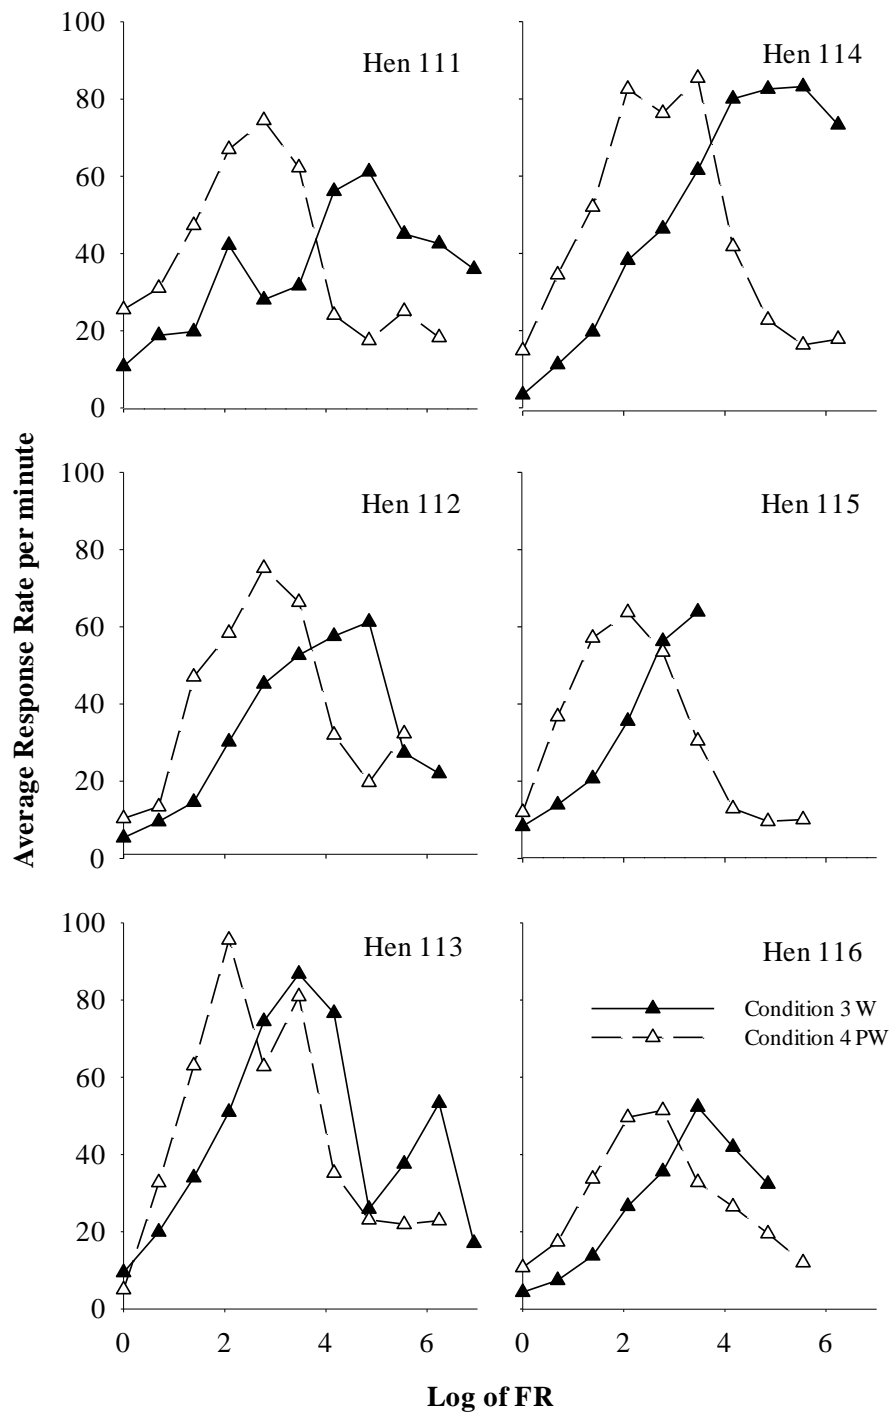 100
80
60
40
20
0
Hen 111
Hen 114
100
80
60
40
20
0
Hen 112
Hen 115
100
80
60
40
20
0
Hen 113
Hen 116
Condition 3 W
Condition 4 PW
0 2 4 6
0 2 4 6
Average Response Rate per minute
Log of FR